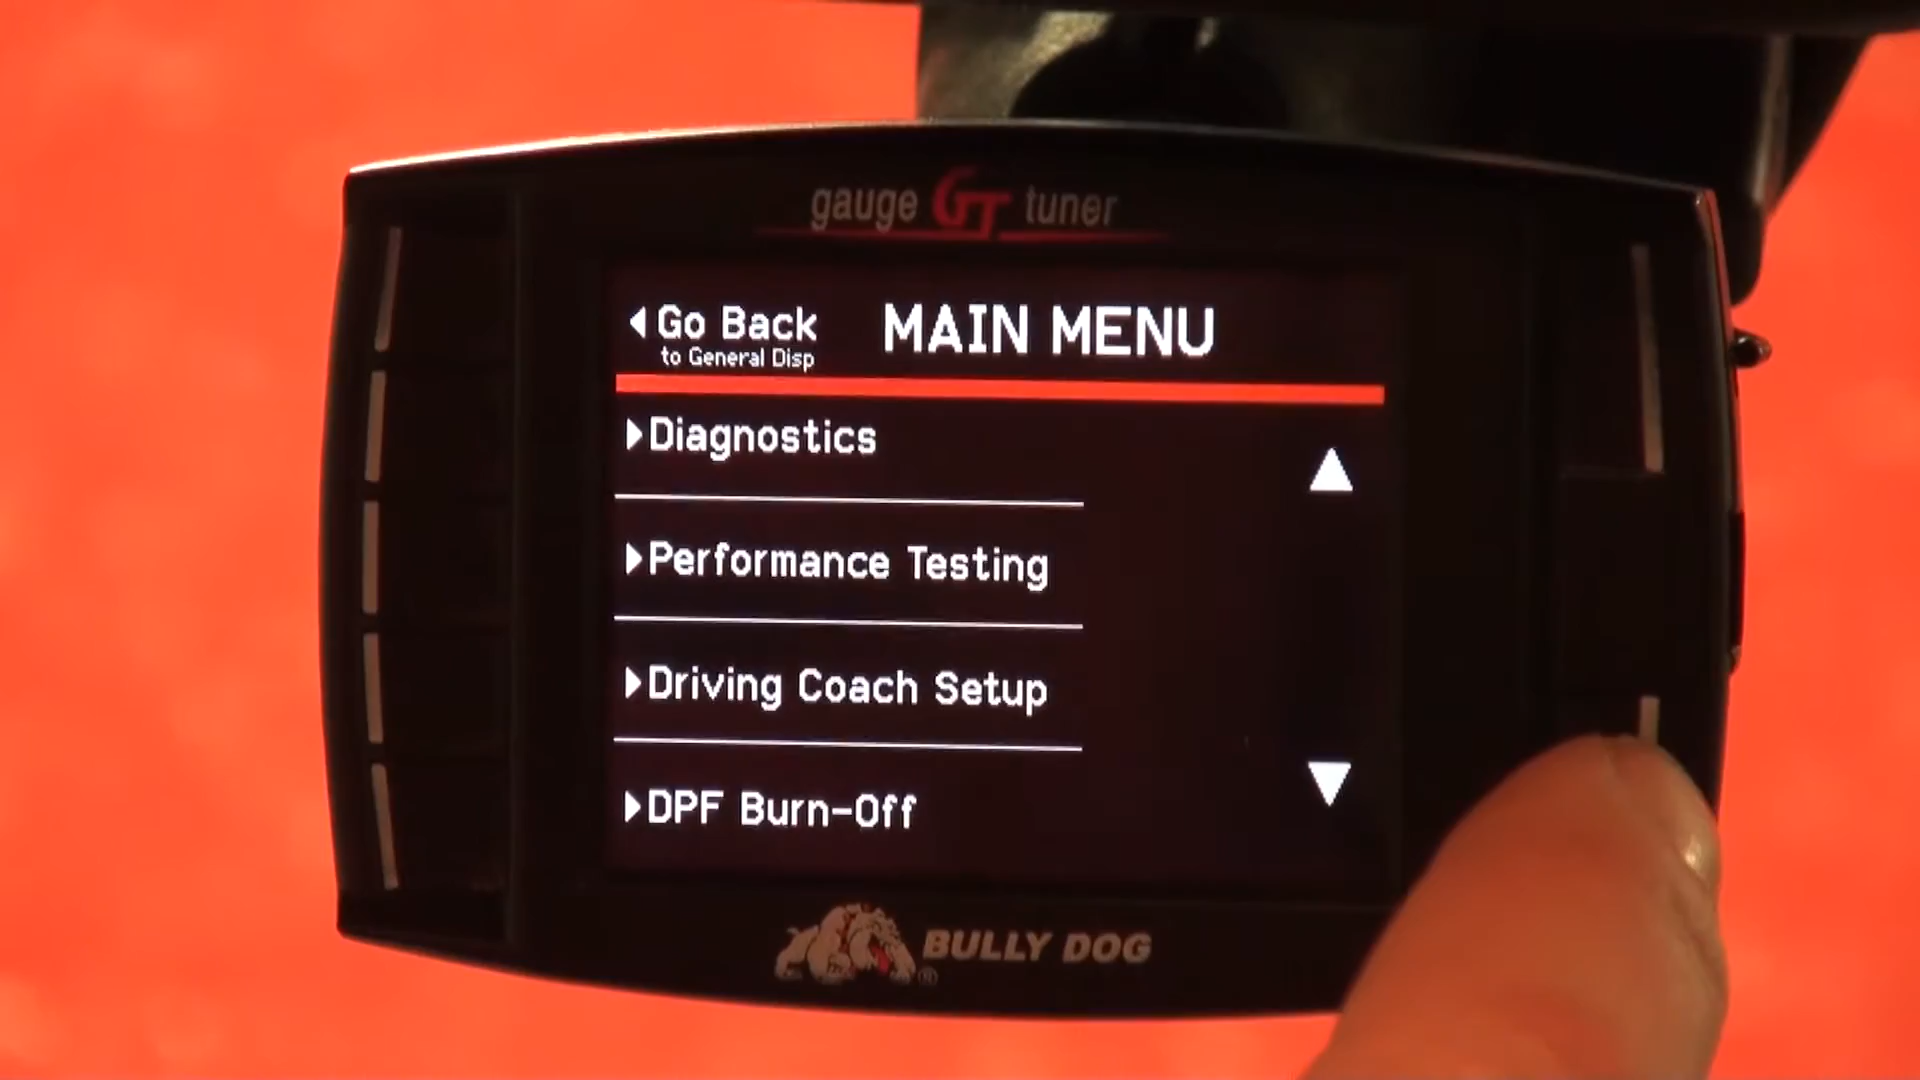 gauge GT tuner
Go Back MAIN MENU
to General Disp
Diagnostics
Performance Testing
Driving Coach Setup
DPF Burn-Off
BULLY DOG
®